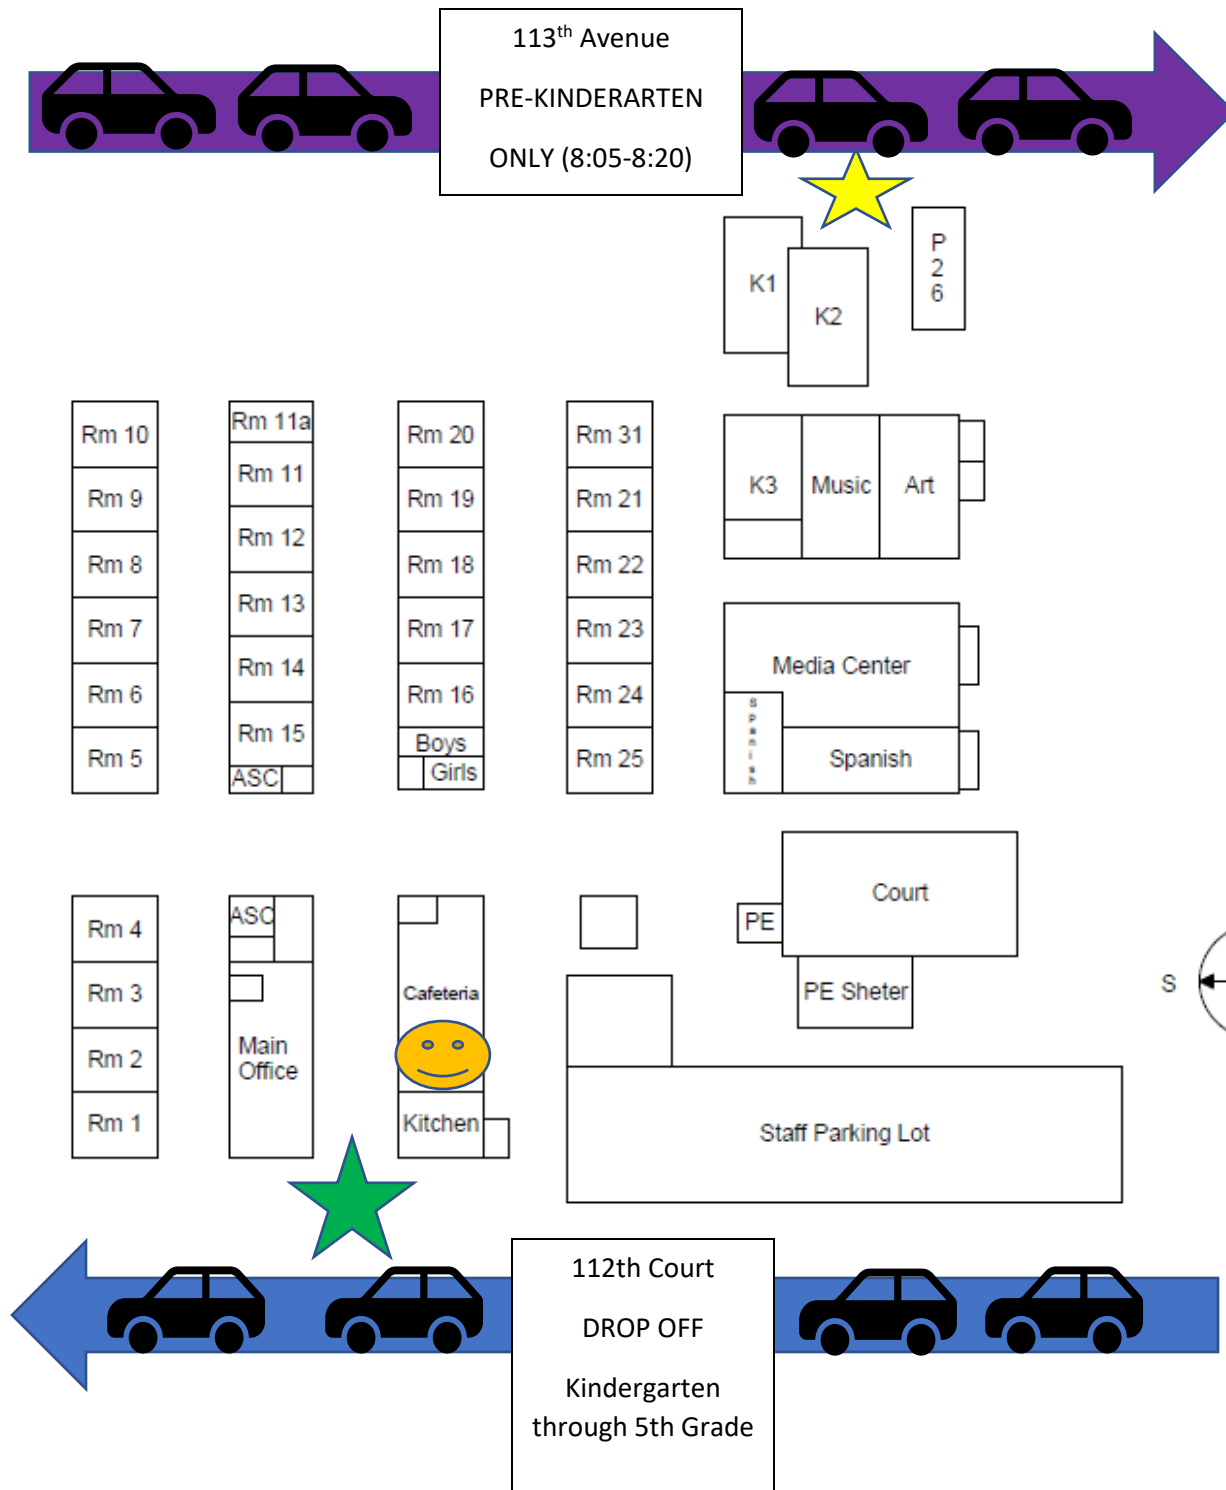 113th Avenue
PRE-KINDERARTEN
ONLY (8:05-8:20)
K1
K2
P
2
6
Rm 10
Rm 9
Rm 8
Rm 7
Rm 6
Rm 5
Rm 11a
Rm 11
Rm 12
Rm 13
Rm 14
Rm 15
ASC
Rm 20
Rm 19
Rm 18
Rm 17
Rm 16
Boys
Girls
Rm 31
Rm 21
Rm 22
Rm 23
Rm 24
Rm 25
K3
Music
Art
Media Center
Spanish
Spanish
Court
PE
PE Sheter
S
Rm 4
Rm 3
Rm 2
Rm 1
ASC
Main
Office
Cafeteria
Kitchen
Staff Parking Lot
112th Court
DROP OFF
Kindergarten
through 5th Grade